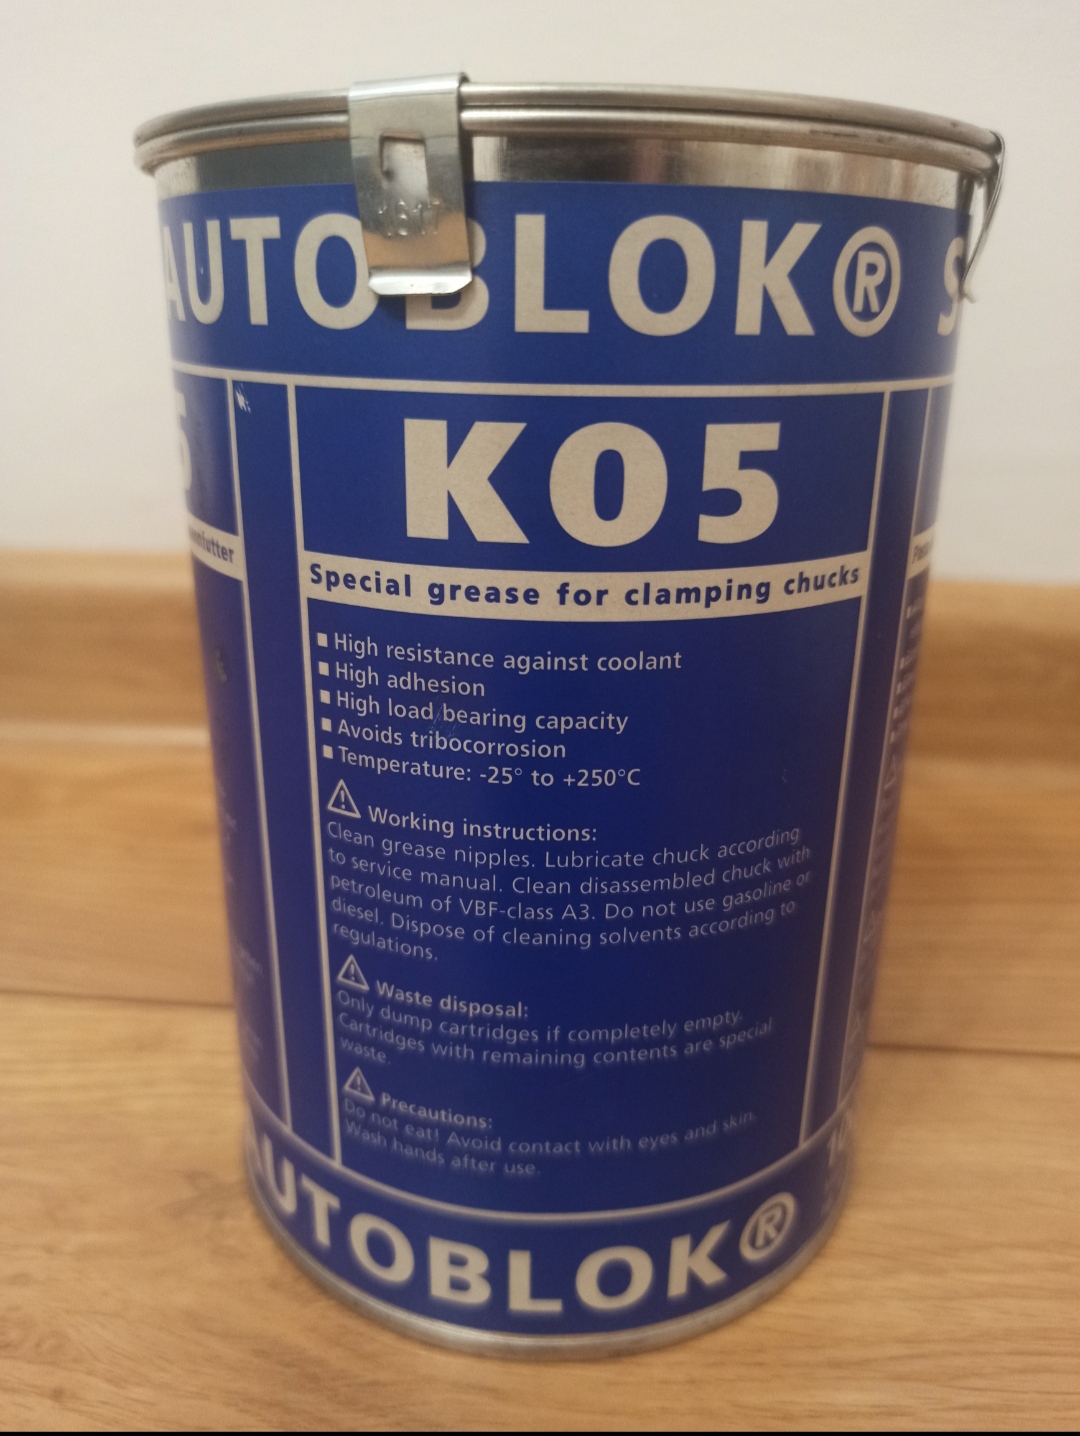 AUTOBLOK® S
K05
Special grease for clamping chucks
■ High resistance against coolant
■ High adhesion
■ High load bearing capacity
■ Avoids tribocorrosion
■ Temperature: -25° to +250°C
Working instructions:
Clean grease nipples. Lubricate chuck according
to service manual. Clean disassembled chuck with
petroleum of VBF-class A3. Do not use gasoline or
diesel. Dispose of cleaning solvents according to
regulations.
Waste disposal:
Only dump cartridges if completely empty.
Cartridges with remaining contents are special
waste.
Precautions:
Do not eat! Avoid contact with eyes and skin.
Wash hands after use.
AUTOBLOK®
5